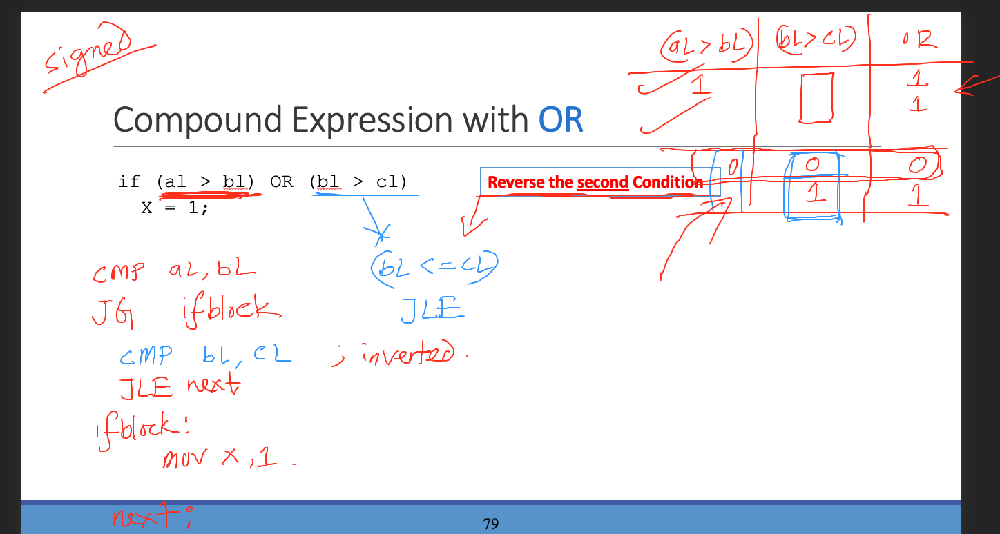 signed
(aL > bL) (bL > cL) OR
1 1
1
Compound Expression with OR
0 0 0
1 1
if (al > bl) OR (bl > cl)
X = 1;
Reverse the second Condition
(bL <= cL)
JLE
cmp aL, bL
JG ifblock
cmp bL, cL ; inverted.
JLE next
ifblock:
mov x, 1.
next:
79